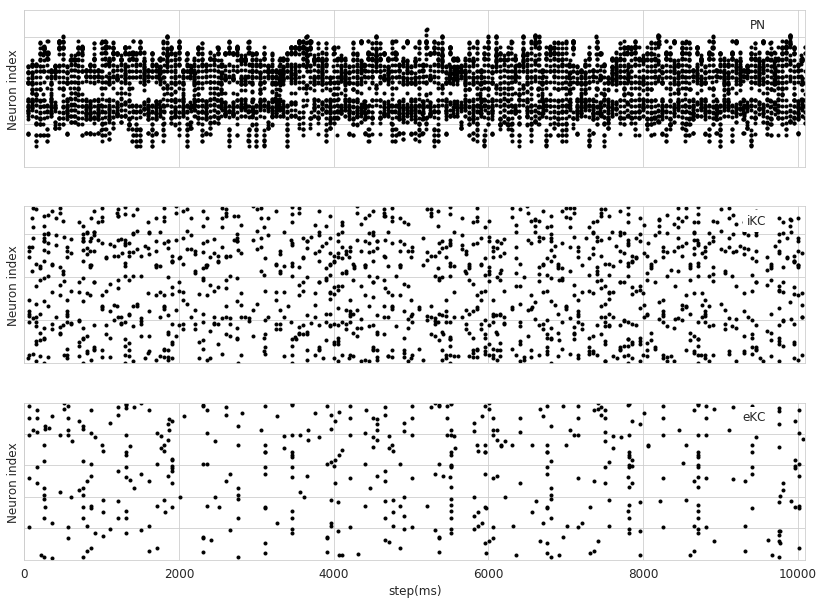 PN
Neuron index
iKC
Neuron index
eKC
Neuron index
0 2000 4000 6000 8000 10000
step(ms)